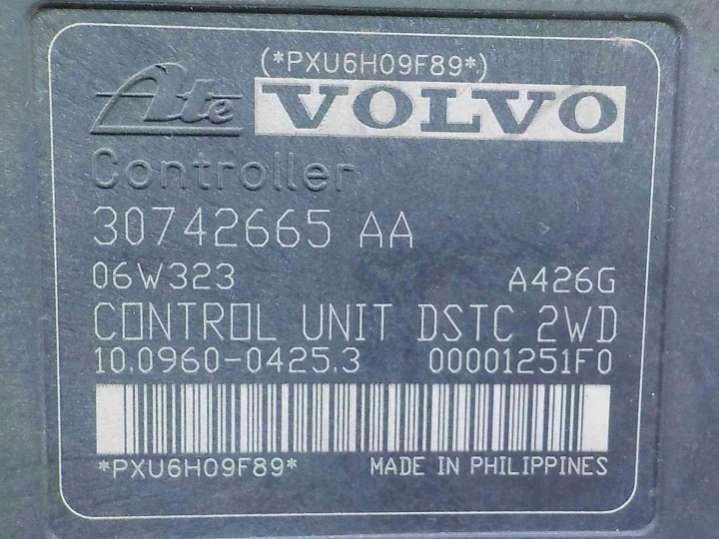 (*PXU6H09F89*)
Ate VOLVO
Controller
30742665 AA
06W323 A426G
CONTROL UNIT DSTC 2WD
10.0960-0425.3 00001251F0
*PXU6H09F89* MADE IN PHILIPPINES